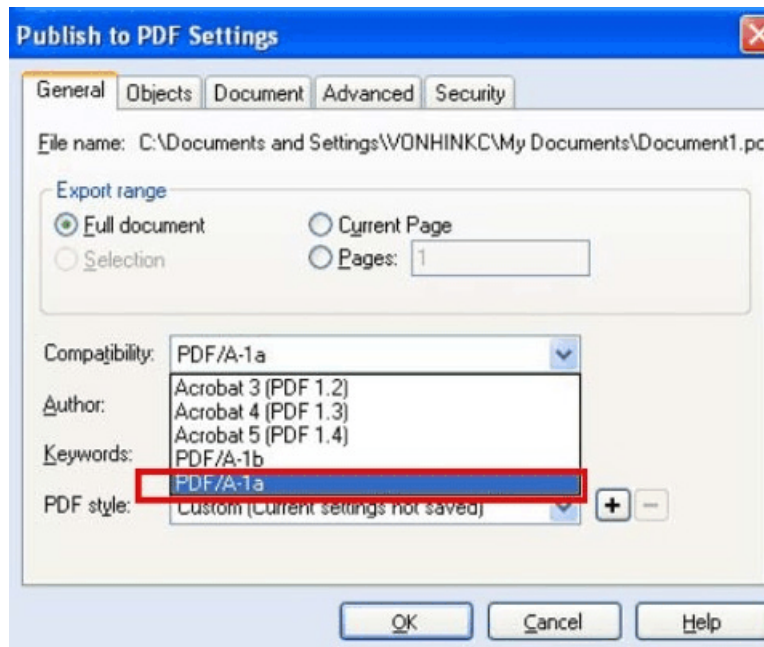 Publish to PDF Settings
General Objects Document Advanced Security
File name: C:\Documents and Settings\VONHINKC\My Documents\Document1.pd
Export range
Full document Current Page
Selection Pages: 1
Compatibility: PDF/A-1a
Acrobat 3 (PDF 1.2)
Author: Acrobat 4 (PDF 1.3)
Acrobat 5 (PDF 1.4)
Keywords: PDF/A-1b
PDF/A-1a
PDF style: Custom (Current settings not saved)
OK Cancel Help